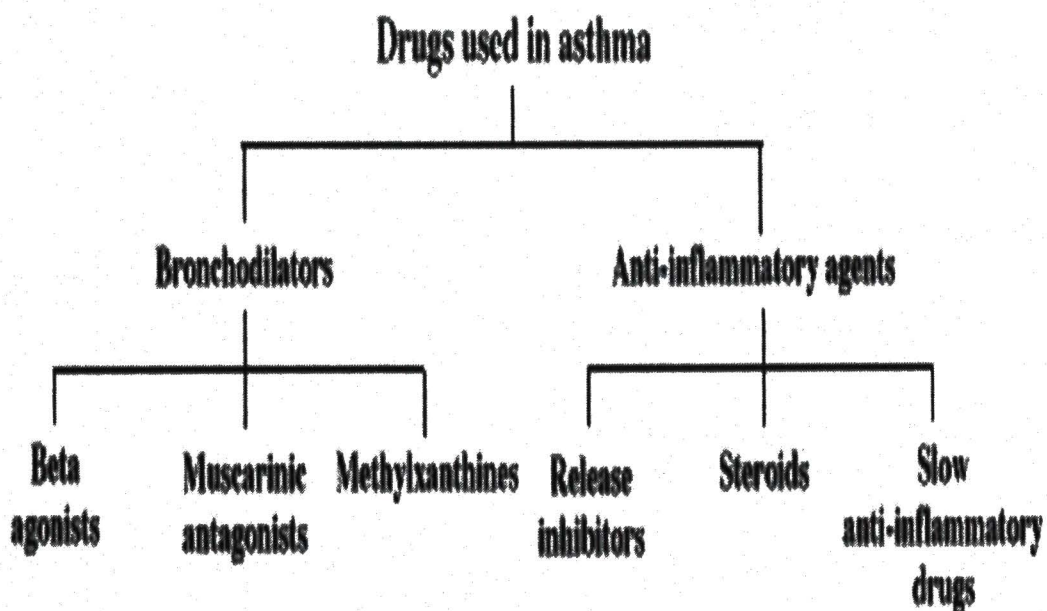 Drugs used in asthma
Bronchodilators
Anti-inflammatory agents
Beta
agonists
Muscarinic
antagonists
Methylxanthines
Release
inhibitors
Steroids
Slow
anti-inflammatory
drugs